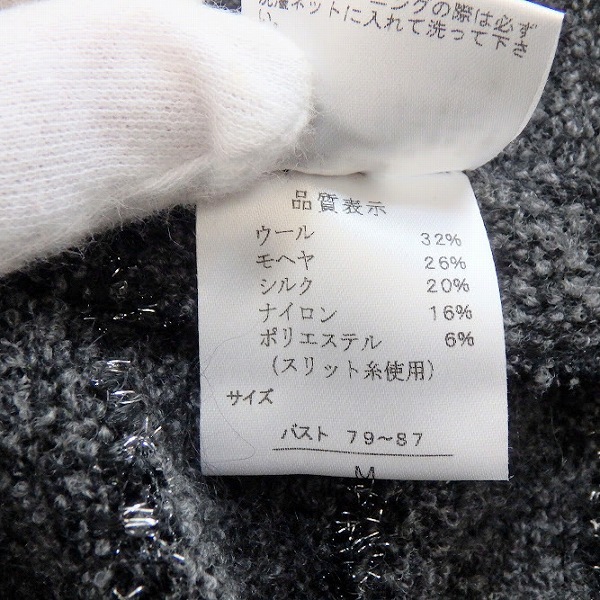 ングの際は必ず
洗濯ネットに入れて洗って下さ
い。
品質表示
ウール 32%
モヘヤ 26%
シルク 20%
ナイロン 16%
ポリエステル 6%
(スリット糸使用)
サイズ
バスト 79~87
M